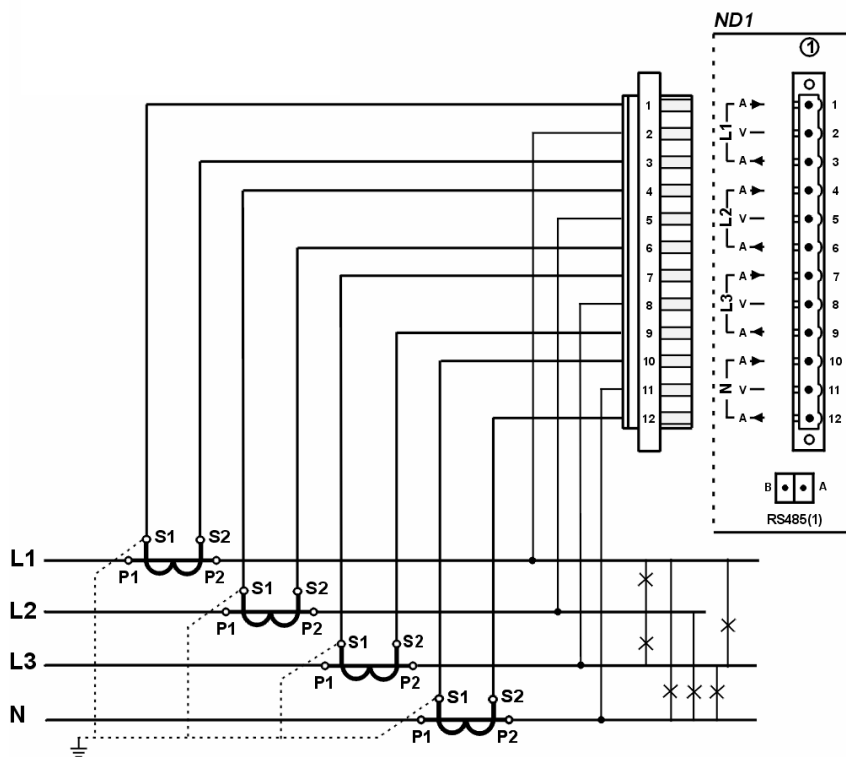 ND1
1
1 A 1
2 V 2
3 A 3
L1
4 A 4
5 V 5
6 A 6
L2
7 A 7
8 V 8
9 A 9
L3
10 A 10
11 V 11
12 A 12
N
B A
RS485(1)
S1 S2
L1
P1 P2
S1 S2
L2
P1 P2
S1 S2
L3
P1 P2
S1 S2
N
P1 P2